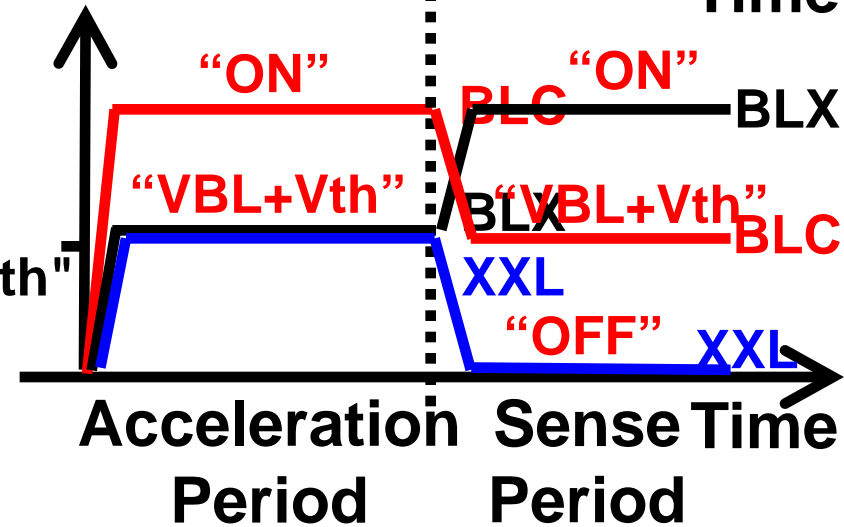 Time
“ON”
“ON”
BLC
BLX
“VBL+Vth”
BLX
“VBL+Vth”
BLC
th"
XXL
“OFF”
XXL
Acceleration
Period
Sense
Period
Time